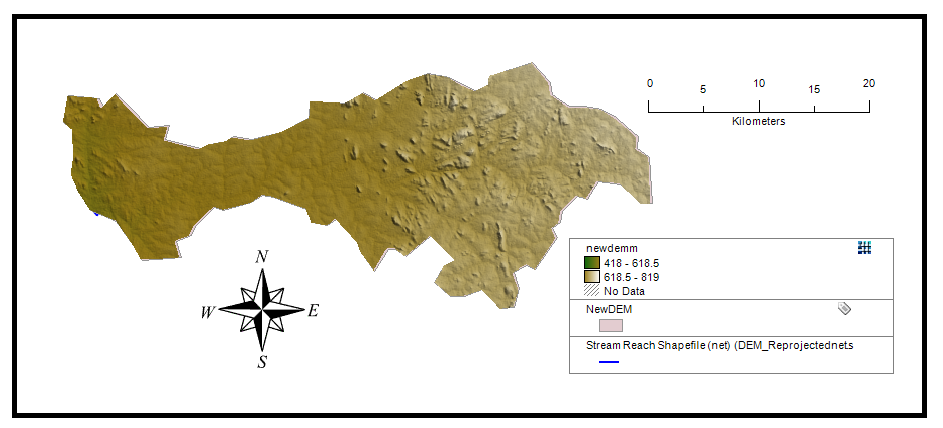 0 5 10 15 20
Kilometers
N
W E
S
newdemm
418 - 618.5
618.5 - 819
No Data
NewDEM
Stream Reach Shapefile (net) (DEM_Reprojectednet.s